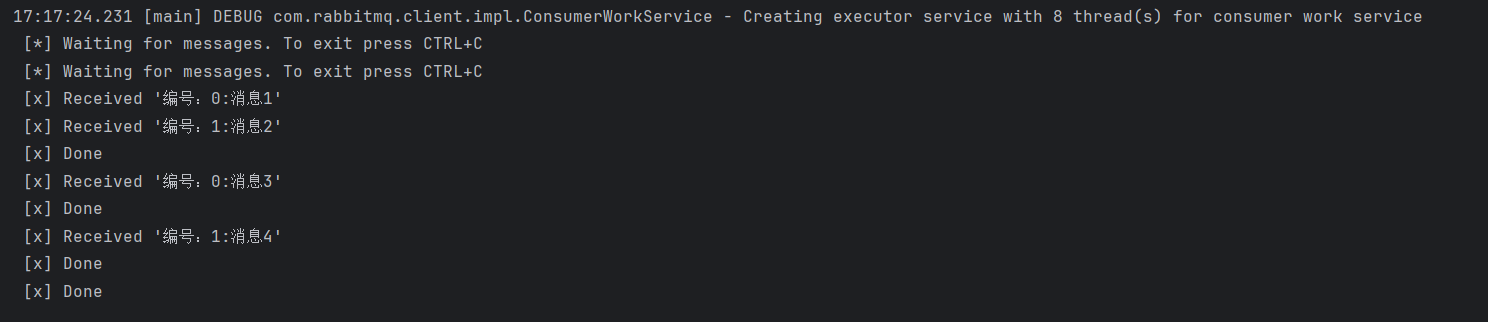 17:17:24.231 [main] DEBUG com.rabbitmq.client.impl.ConsumerWorkService - Creating executor service with 8 thread(s) for consumer work service
[*] Waiting for messages. To exit press CTRL+C
[*] Waiting for messages. To exit press CTRL+C
[x] Received '编号：0:消息1'
[x] Received '编号：1:消息2'
[x] Done
[x] Received '编号：0:消息3'
[x] Done
[x] Received '编号：1:消息4'
[x] Done
[x] Done